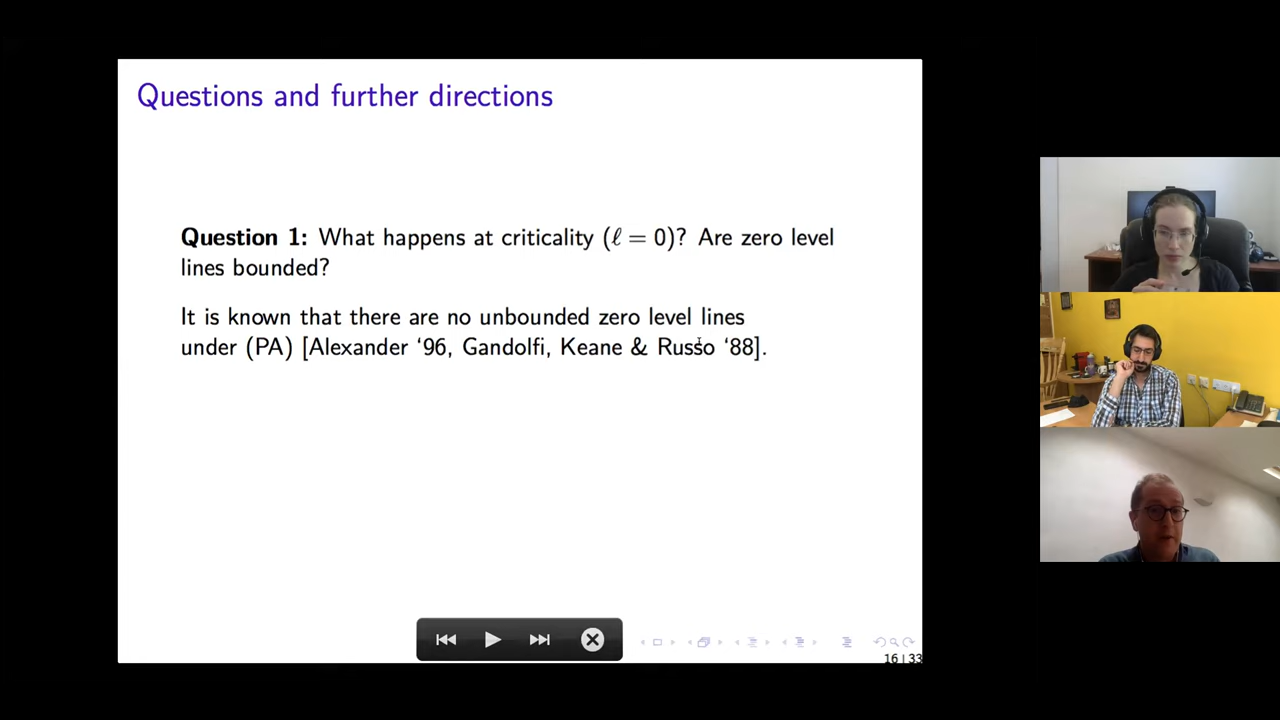 Questions and further directions
Question 1: What happens at criticality (ℓ = 0)? Are zero level
lines bounded?
It is known that there are no unbounded zero level lines
under (PA) [Alexander ‘96, Gandolfi, Keane & Russo ‘88].
16 | 33